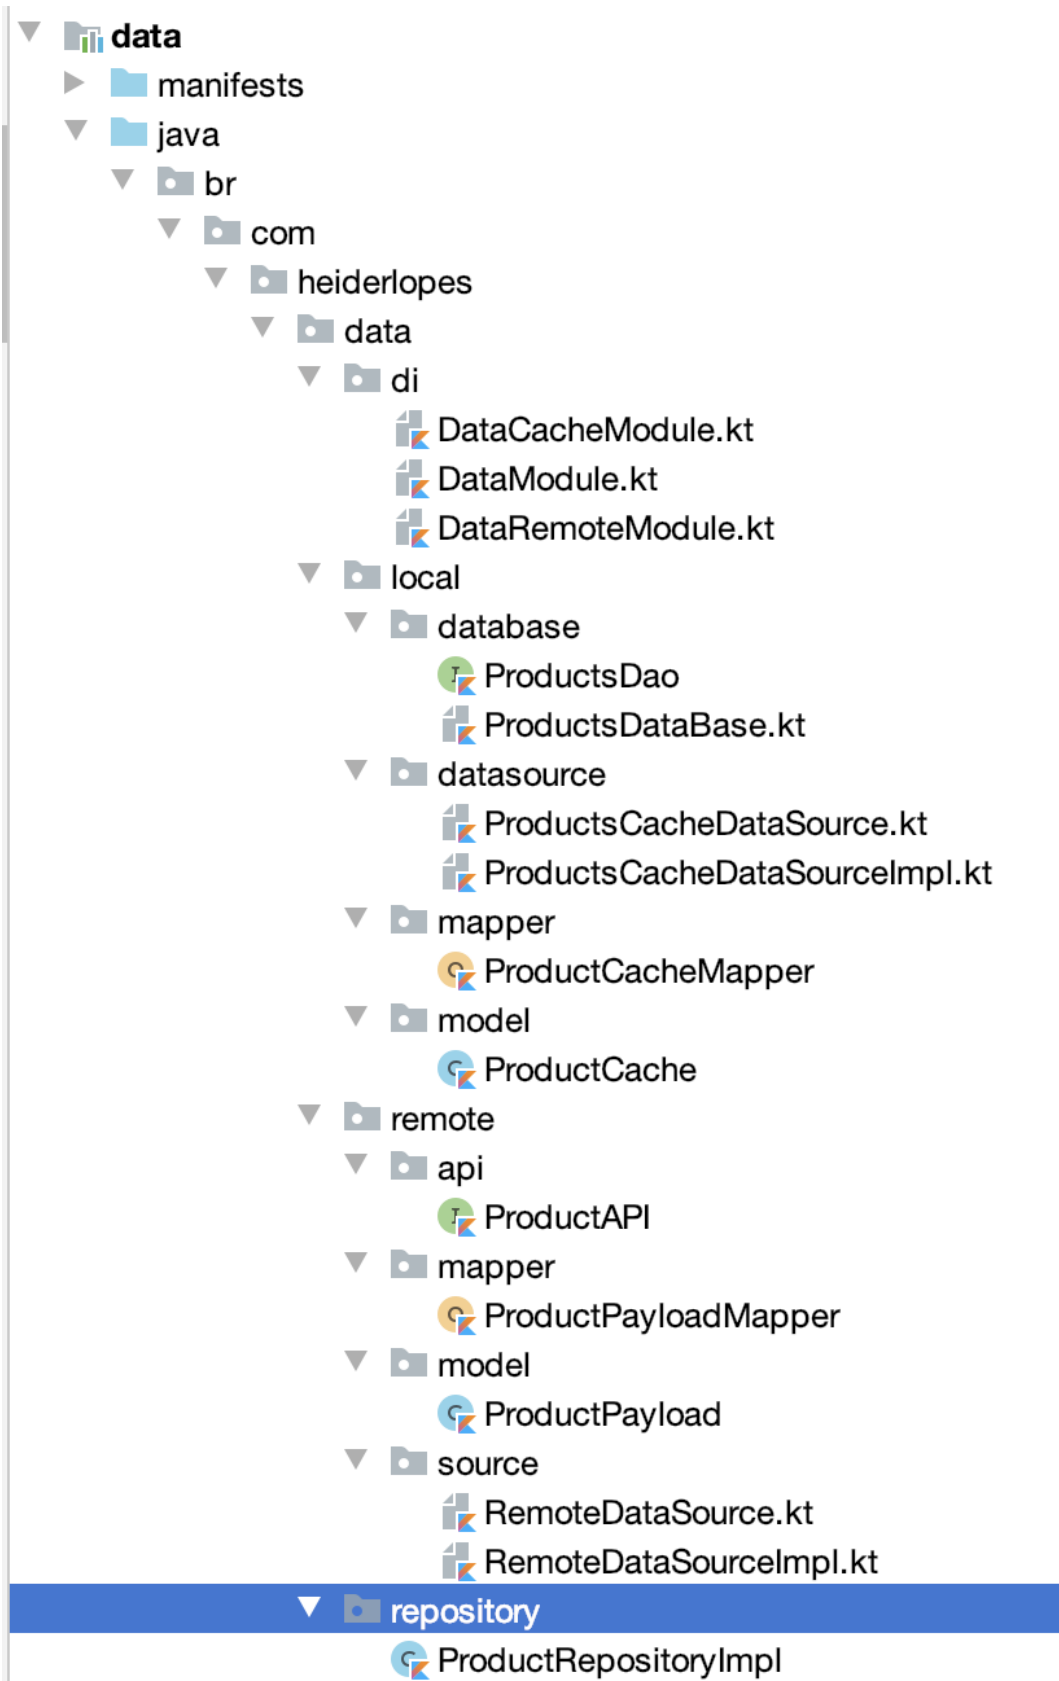 data
manifests
java
br
com
heiderlopes
data
di
DataCacheModule.kt
DataModule.kt
DataRemoteModule.kt
local
database
ProductsDao
ProductsDataBase.kt
datasource
ProductsCacheDataSource.kt
ProductsCacheDataSourceImpl.kt
mapper
ProductCacheMapper
model
ProductCache
remote
api
ProductAPI
mapper
ProductPayloadMapper
model
ProductPayload
source
RemoteDataSource.kt
RemoteDataSourceImpl.kt
repository
ProductRepositoryImpl